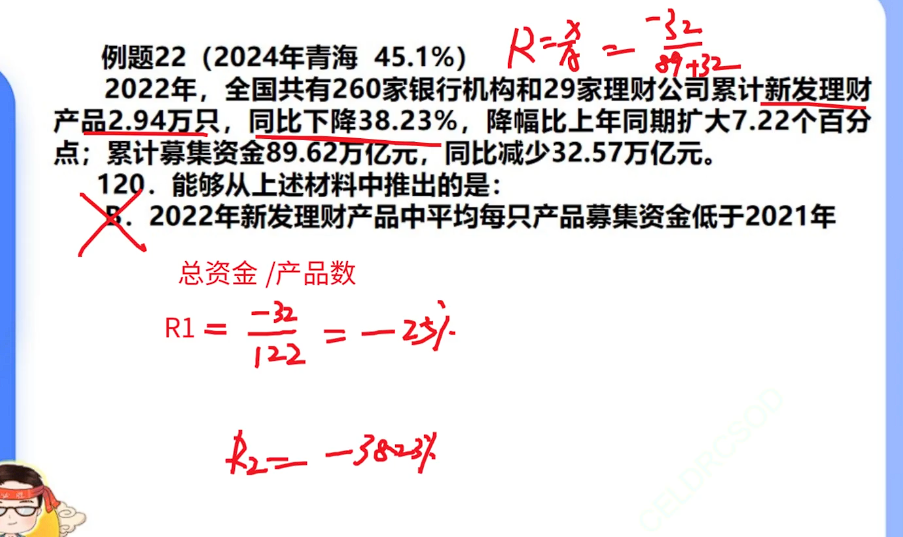 例题22（2024年青海  45.1%）
R=x/A=-32/89+32
2022年，全国共有260家银行机构和29家理财公司累计新发理财
产品2.94万只，同比下降38.23%，降幅比上年同期扩大7.22个百分
点；累计募集资金89.62万亿元，同比减少32.57万亿元。
120．能够从上述材料中推出的是：
B．2022年新发理财产品中平均每只产品募集资金低于2021年
总资金 /产品数
R1 = -32/122 = -25%
R2= -38.23%
CELDRCSOD